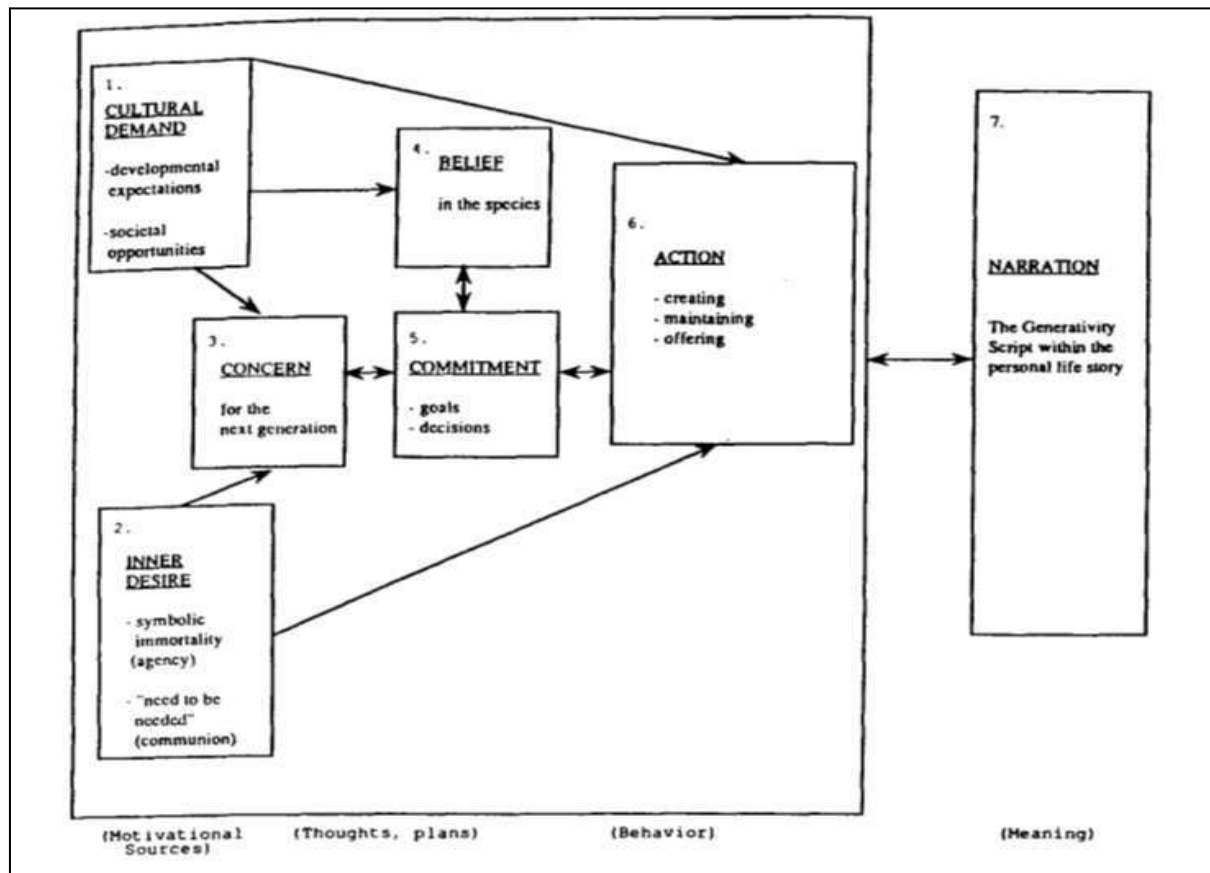 1.
CULTURAL
DEMAND
-developmental
expectations
-societal
opportunities
2.
INNER
DESIRE
- symbolic
immortality
(agency)
- "need to be
needed"
(communion)
3.
CONCERN
for the
next generation
4.
BELIEF
in the species
5.
COMMITMENT
- goals
- decisions
6.
ACTION
- creating
- maintaining
- offering
7.
NARRATION
The Generativity
Script within the
personal life story
(Motivational
Sources)
(Thoughts, plans)
(Behavior)
(Meaning)